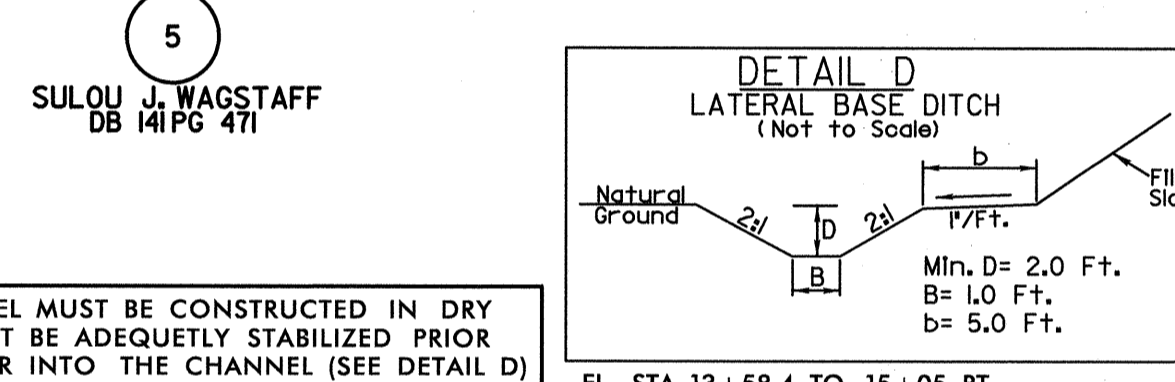 5
SULOU J. WAGSTAFF
DB 141 PG 471
DETAIL D
LATERAL BASE DITCH
(Not to Scale)
b
Natural
Ground
2:1
D
2:1
1"/Ft.
B
Min. D= 2.0 Ft.
B= 1.0 Ft.
b= 5.0 Ft.
EL MUST BE CONSTRUCTED IN DRY
T BE ADEQUETLY STABILIZED PRIOR
R INTO THE CHANNEL (SEE DETAIL D)